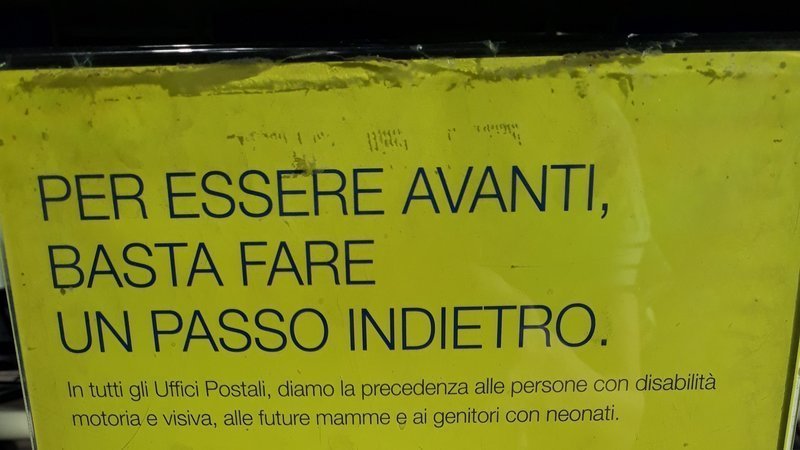 PER ESSERE AVANTI,
BASTA FARE
UN PASSO INDIETRO.
In tutti gli Uffici Postali, diamo la precedenza alle persone con disabilità
motoria e visiva, alle future mamme e ai genitori con neonati.